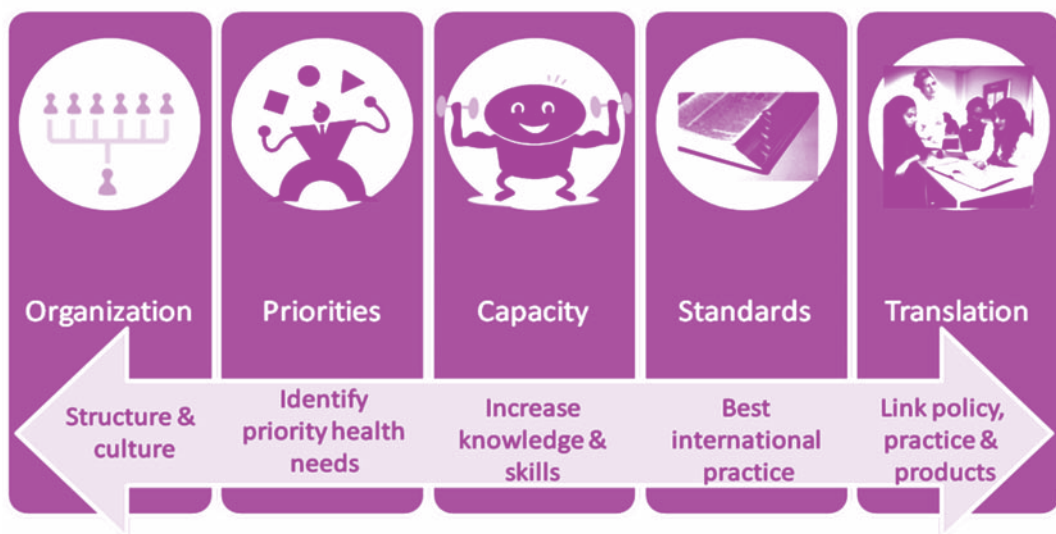 Organization
Priorities
Capacity
Standards
Translation
Structure &
culture
Identify
priority health
needs
Increase
knowledge &
skills
Best
international
practice
Link policy,
practice &
products